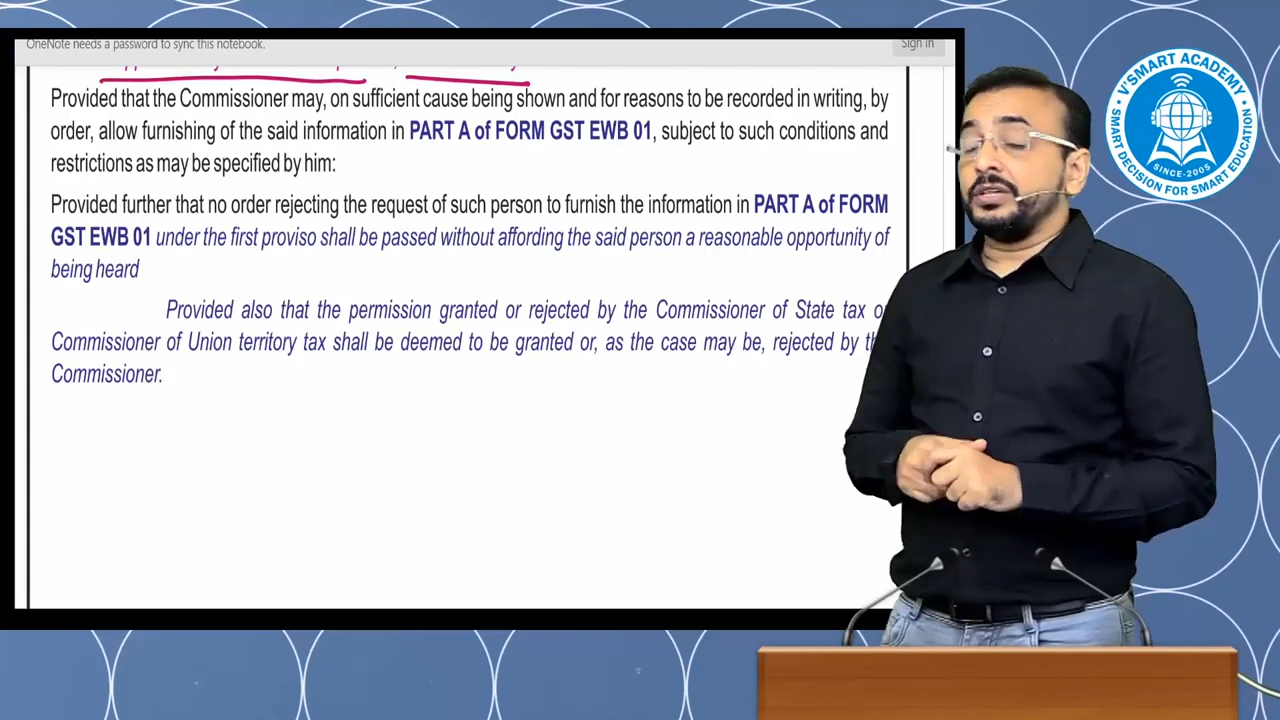 OneNote needs a password to sync this notebook.
Sign In
Provided that the Commissioner may, on sufficient cause being shown and for reasons to be recorded in writing, by
order, allow furnishing of the said information in PART A of FORM GST EWB 01, subject to such conditions and
restrictions as may be specified by him:
Provided further that no order rejecting the request of such person to furnish the information in PART A of FORM
GST EWB 01 under the first proviso shall be passed without affording the said person a reasonable opportunity of
being heard
Provided also that the permission granted or rejected by the Commissioner of State tax
Commissioner of Union territory tax shall be deemed to be granted or, as the case may be, rejected by
Commissioner.
V'SMART ACADEMY
SINCE-2005
SMART DECISION FOR SMART EDUCATION